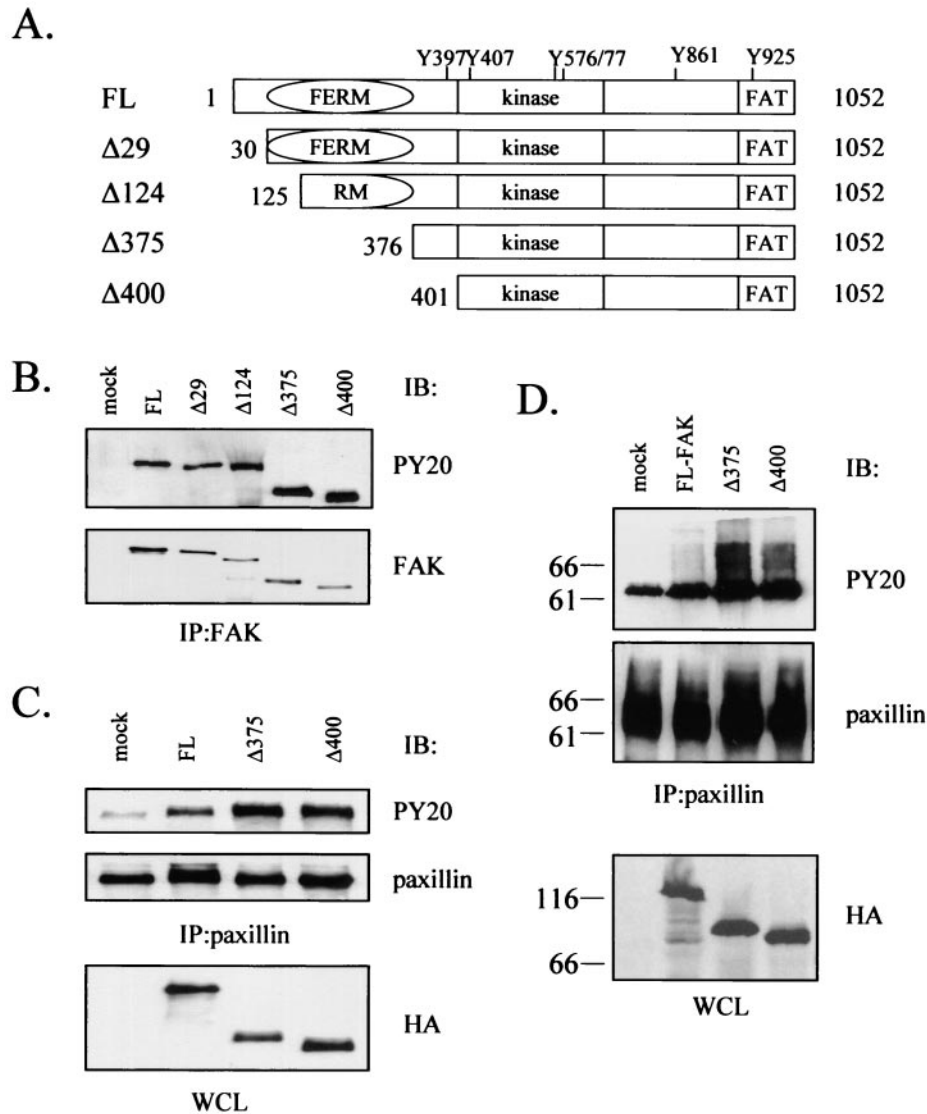 A.
Y397 Y407 Y576/77 Y861 Y925
FL 1 FERM kinase FAT 1052
Δ29 30 FERM kinase FAT 1052
Δ124 125 RM kinase FAT 1052
Δ375 376 kinase FAT 1052
Δ400 401 kinase FAT 1052
B.
mock FL Δ29 Δ124 Δ375 Δ400 IB:
PY20
FAK
IP:FAK
C.
mock FL Δ375 Δ400 IB:
PY20
paxillin
IP:paxillin
HA
WCL
D.
mock FL-FAK Δ375 Δ400 IB:
66
61
PY20
66
61
paxillin
IP:paxillin
116
66
HA
WCL